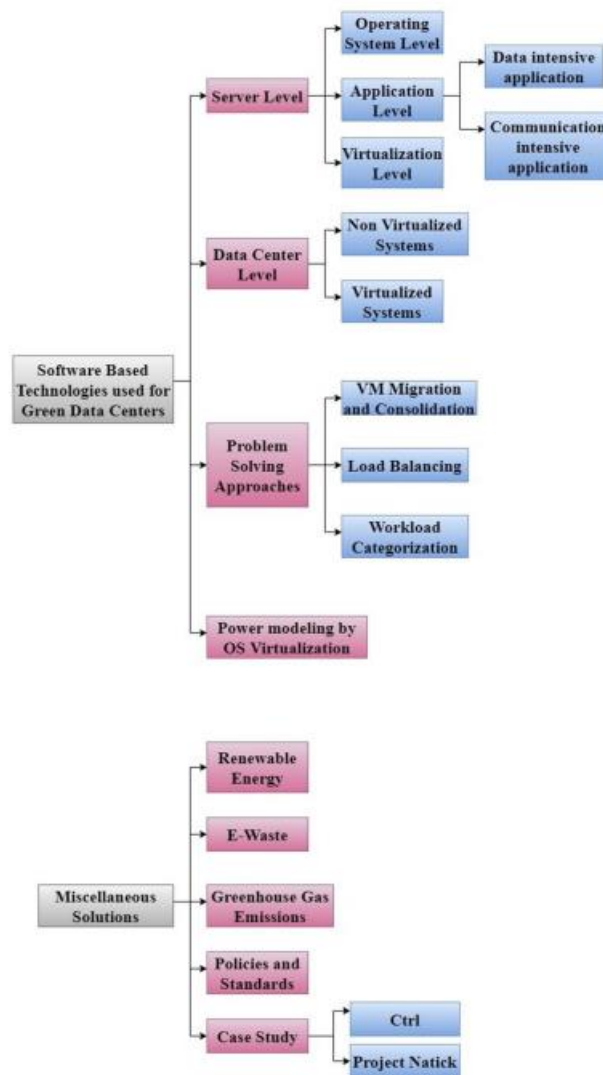 Operating
System Level
Data intensive
application
Server Level
Application
Level
Communication
intensive
application
Virtualization
Level
Non Virtualized
Systems
Data Center
Level
Virtualized
Systems
Software Based
Technologies used for
Green Data Centers
VM Migration
and Consolidation
Problem
Solving
Approaches
Load Balancing
Workload
Categorization
Power modeling by
OS Virtualization
Renewable
Energy
E-Waste
Miscellaneous
Solutions
Greenhouse Gas
Emissions
Policies and
Standards
Case Study
Ctrl
Project Natick